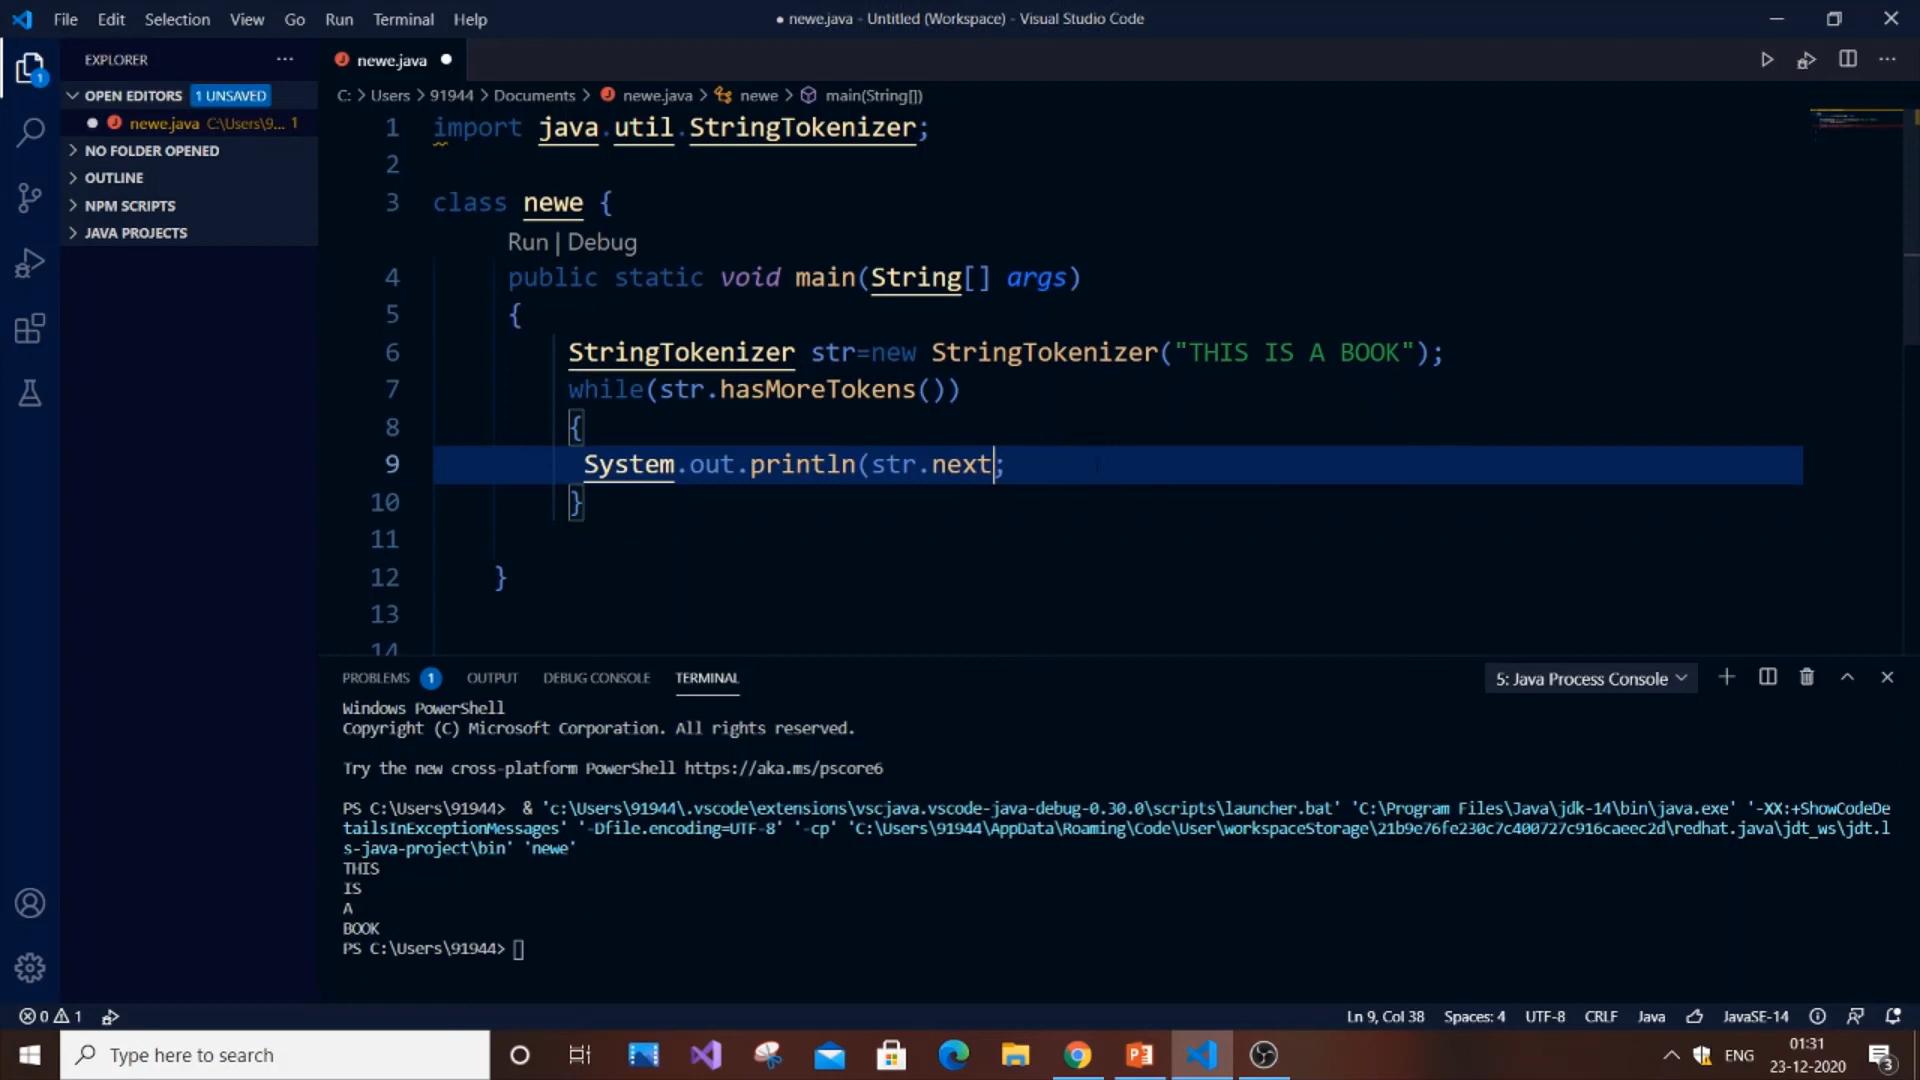 File Edit Selection View Go Run Terminal Help
● newe.java - Untitled (Workspace) - Visual Studio Code
EXPLORER
newe.java
OPEN EDITORS 1 UNSAVED
newe.java C:\Users\9... 1
NO FOLDER OPENED
OUTLINE
NPM SCRIPTS
JAVA PROJECTS
1
C: > Users > 91944 > Documents > newe.java > newe > main(String[])
1 import java.util.StringTokenizer;
2
3 class newe {
Run | Debug
4 public static void main(String[] args)
5 {
6 StringTokenizer str=new StringTokenizer("THIS IS A BOOK");
7 while(str.hasMoreTokens())
8 {
9 System.out.println(str.next;
10 }
11
12 }
13
14
PROBLEMS 1 OUTPUT DEBUG CONSOLE TERMINAL
5: Java Process Console
Windows PowerShell
Copyright (C) Microsoft Corporation. All rights reserved.
Try the new cross-platform PowerShell https://aka.ms/pscore6
PS C:\Users\91944> & 'c:\Users\91944\.vscode\extensions\vscjava.vscode-java-debug-0.30.0\scripts\launcher.bat' 'C:\Program Files\Java\jdk-14\bin\java.exe' '-XX:+ShowCodeDe
tailsInExceptionMessages' '-Dfile.encoding=UTF-8' '-cp' 'C:\Users\91944\AppData\Roaming\Code\User\workspaceStorage\21b9e76fe230c7c400727c916caeec2d\redhat.java\jdt_ws\jdt.l
s-java-project\bin' 'newe'
THIS
IS
A
BOOK
PS C:\Users\91944>
0 1
Ln 9, Col 38 Spaces: 4 UTF-8 CRLF Java JavaSE-14
Type here to search
ENG
01:31
23-12-2020
3